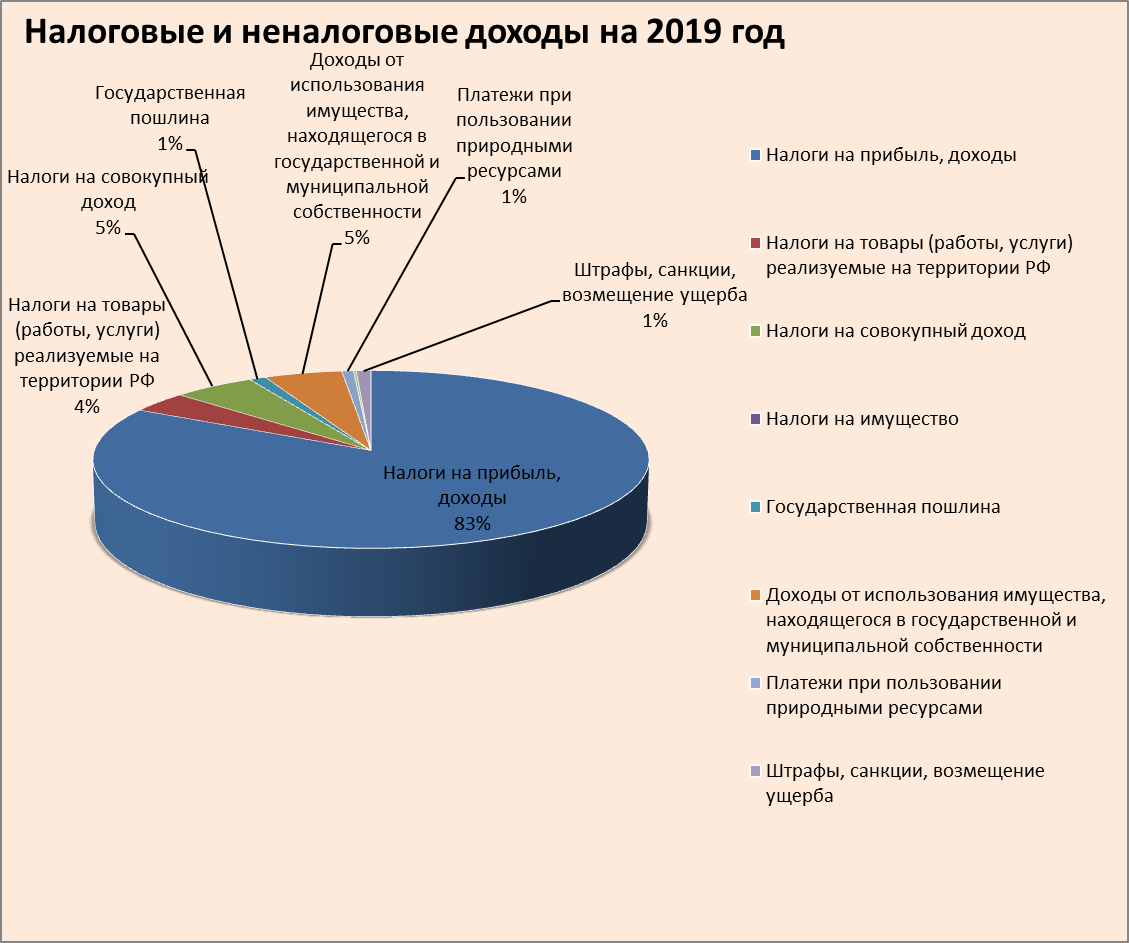 Налоговые и неналоговые доходы на 2019 год
Доходы от
использования
имущества,
находящегося в
государственной и
муниципальной
собственности
5%
Государственная
пошлина
1%
Платежи при
пользовании
природными
ресурсами
1%
Налоги на совокупный
доход
5%
Штрафы, санкции,
возмещение ущерба
1%
Налоги на товары
(работы, услуги)
реализуемые на
территории РФ
4%
Налоги на прибыль,
доходы
83%
Налоги на прибыль, доходы
Налоги на товары (работы, услуги)
реализуемые на территории РФ
Налоги на совокупный доход
Налоги на имущество
Государственная пошлина
Доходы от использования имущества,
находящегося в государственной и
муниципальной собственности
Платежи при пользовании
природными ресурсами
Штрафы, санкции, возмещение
ущерба